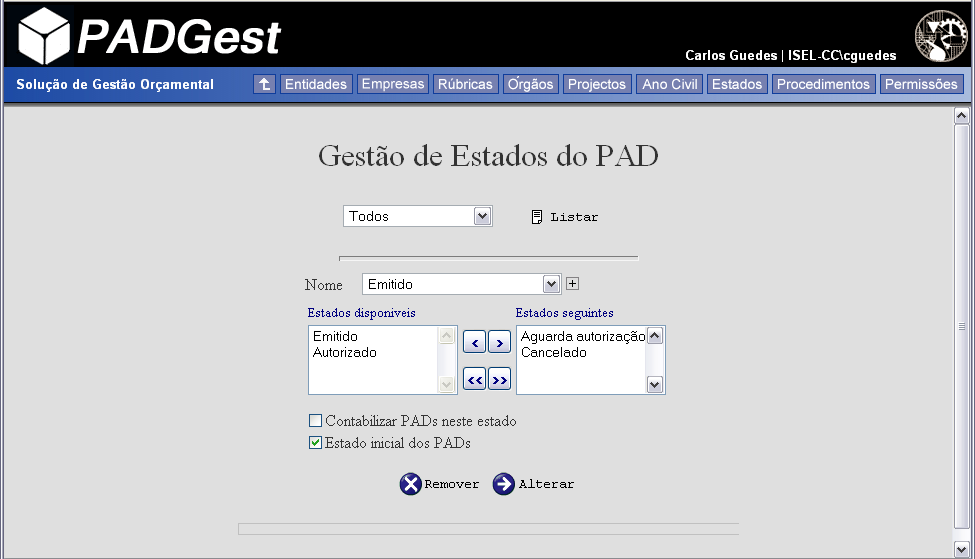 PADGest
Carlos Guedes | ISEL-CC\cguedes
Solução de Gestão Orçamental
Entidades Empresas Rúbricas Órgãos Projectos Ano Civil Estados Procedimentos Permissões
Gestão de Estados do PAD
Todos Listar
Nome Emitido +
Estados disponiveis Estados seguintes
Emitido < > Aguarda autorização
Autorizado Cancelado
<< >>
Contabilizar PADs neste estado
Estado inicial dos PADs
Remover Alterar